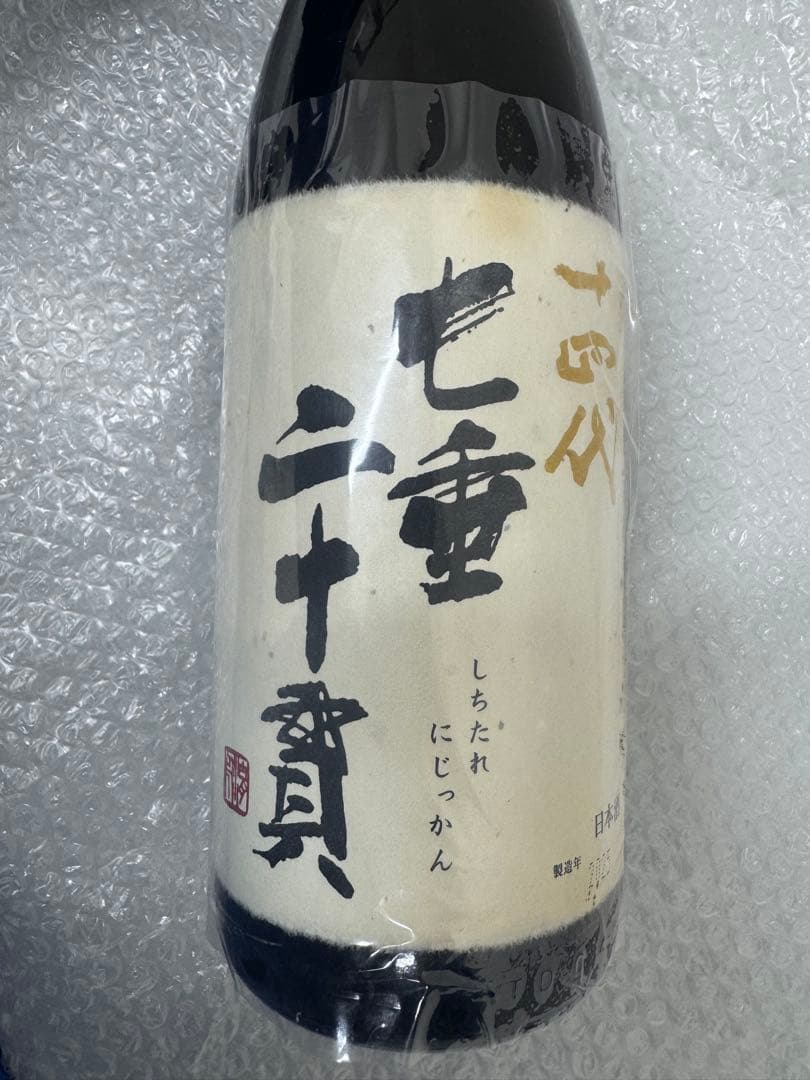 十四代
七垂
二十貫
しちたれ
にじっかん
日本酒
製造年